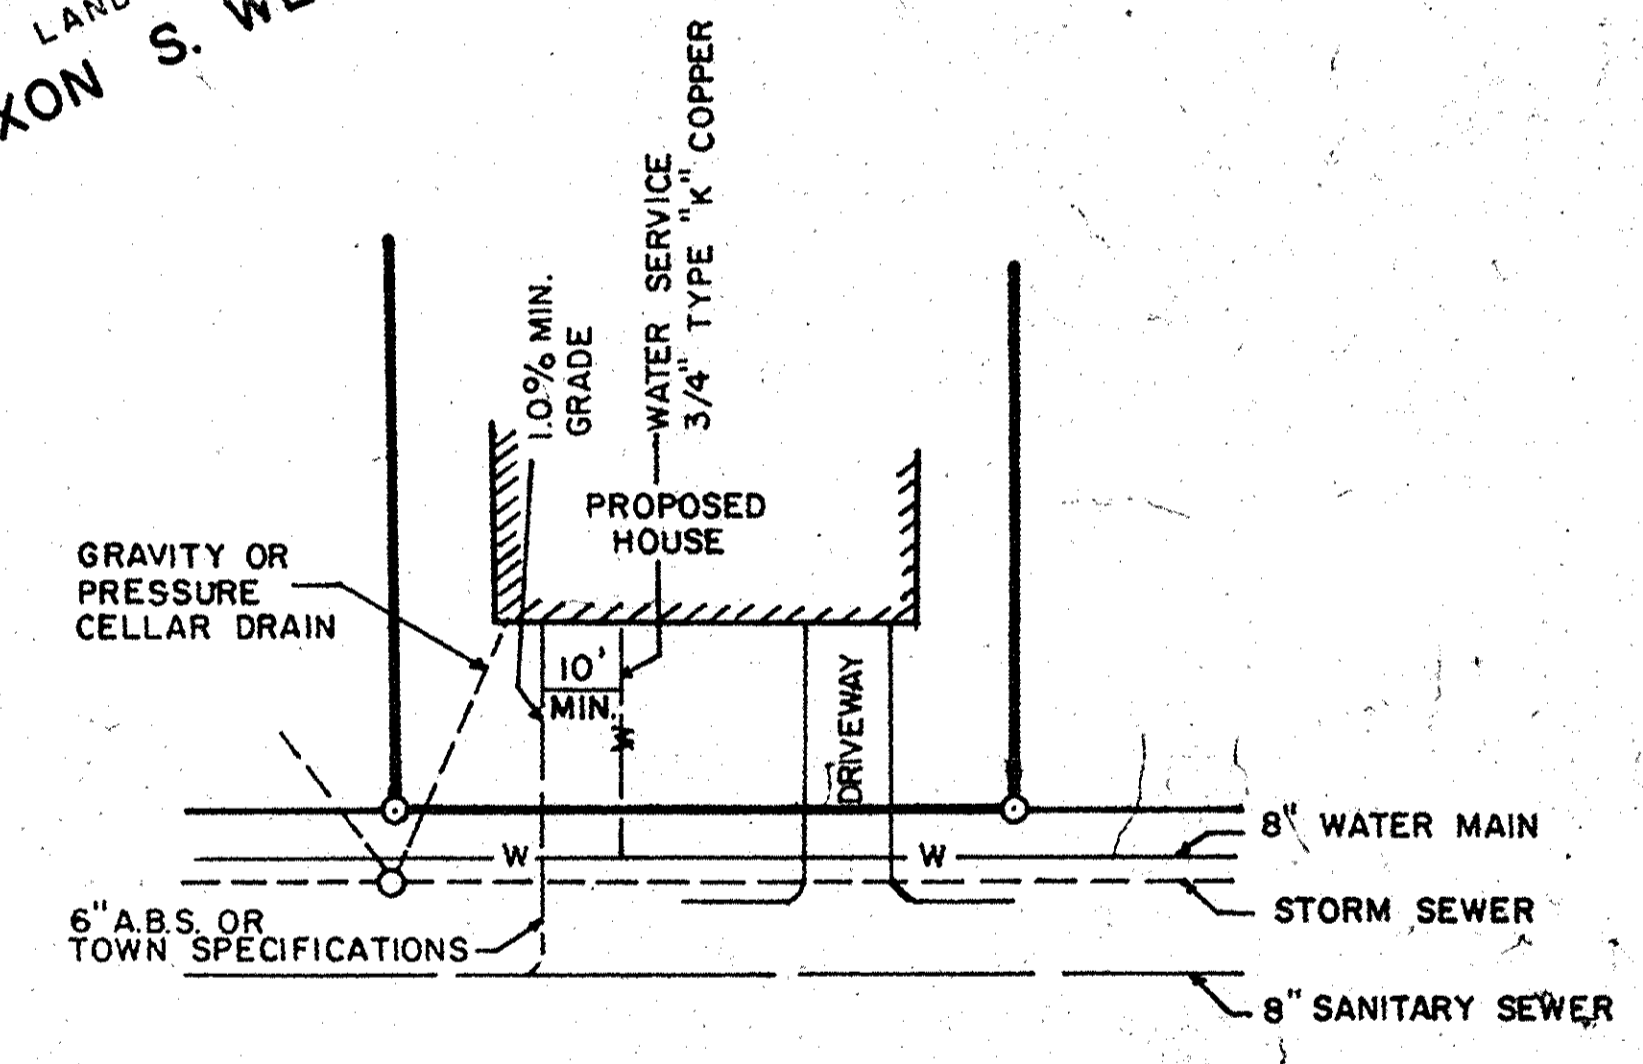 LAND
XON S. WE
WATER SERVICE
3/4" TYPE "K" COPPER
1.0% MIN.
GRADE
PROPOSED
HOUSE
GRAVITY OR
PRESSURE
CELLAR DRAIN
10'
MIN.
W
DRIVEWAY
8" WATER MAIN
W
W
STORM SEWER
6" A.B.S. OR
TOWN SPECIFICATIONS
8" SANITARY SEWER